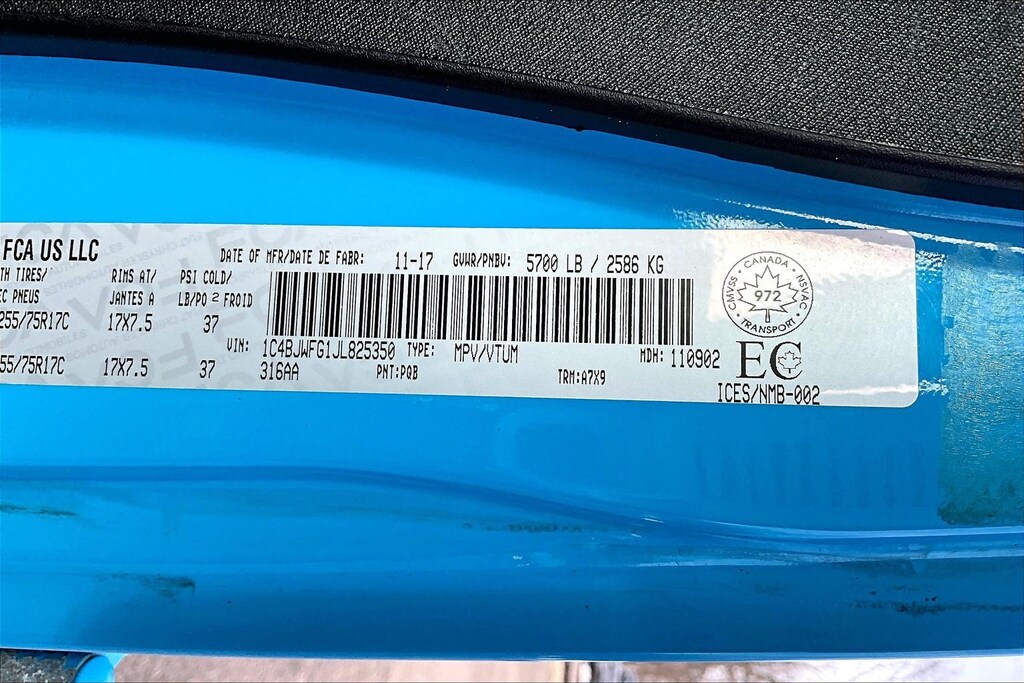 FCA US LLC DATE OF MFR/DATE DE FABR: 11-17 GVWR/PNBV: 5700 LB / 2586 KG
TH TIRES/ RIMS AT/ PSI COLD/
EC PNEUS JANTES A LB/PO 2 FROID
255/75R17C 17X7.5 37
VIN: 1C4BJWFG1JL825350 TYPE: MPV/VTUM MDH: 110902
55/75R17C 17X7.5 37 316AA PNT:PQB TRM:A7X9
CMVSS · CANADA · NSVAC
972
TRANSPORT
EC
ICES/NMB-002